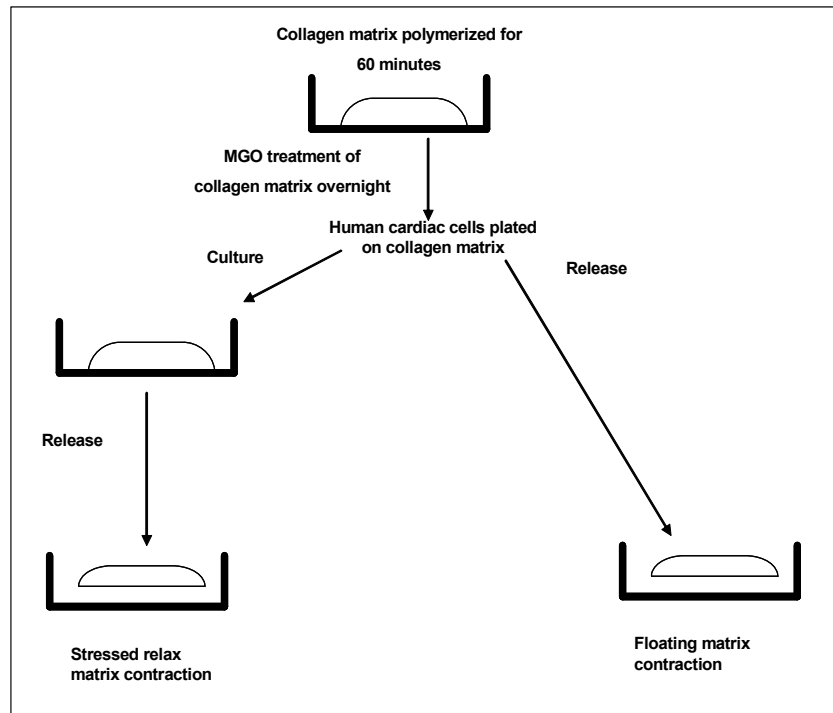 Collagen matrix polymerized for
60 minutes
MGO treatment of
collagen matrix overnight
Human cardiac cells plated
on collagen matrix
Culture
Release
Release
Stressed relax
matrix contraction
Floating matrix
contraction